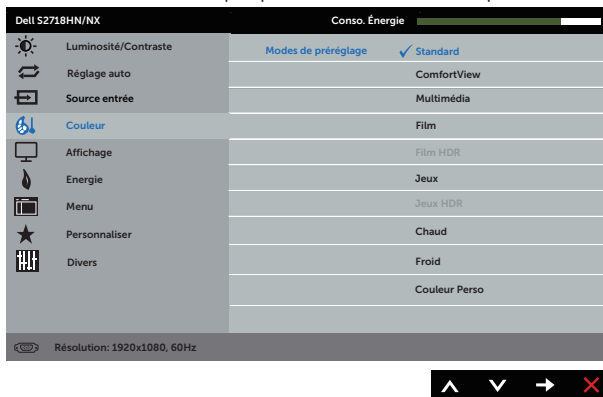 Dell S2718HN/NX Conso. Énergie
Luminosité/Contraste
Réglage auto
Source entrée
Couleur
Affichage
Energie
Menu
Personnaliser
Divers
Modes de préréglage
Standard
ComfortView
Multimédia
Film
Film HDR
Jeux
Jeux HDR
Chaud
Froid
Couleur Perso
Résolution: 1920x1080, 60Hz